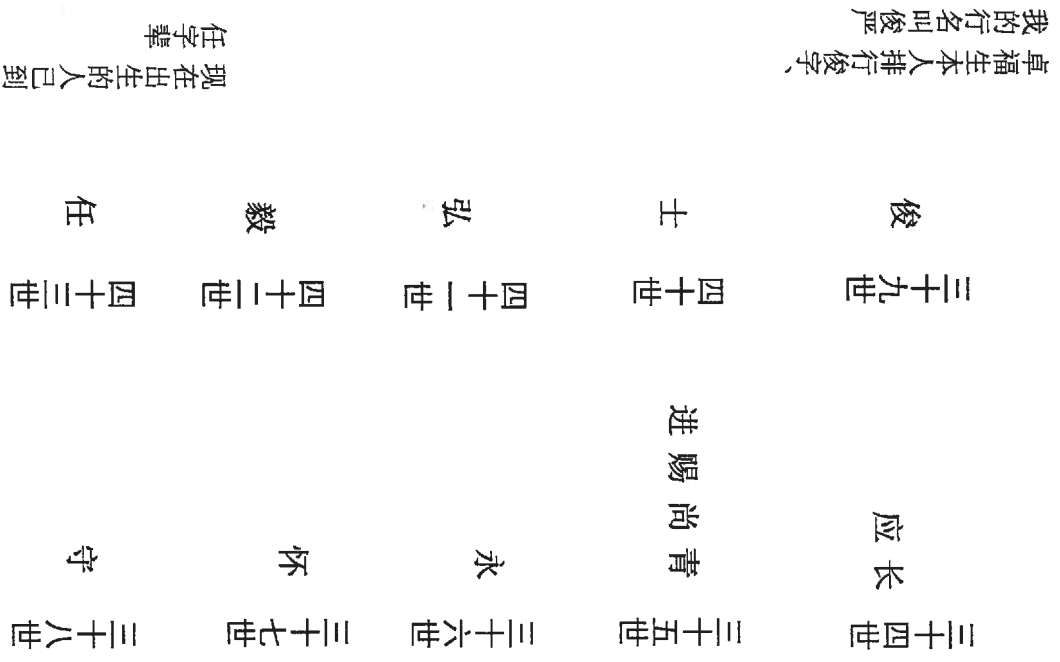 三十四世
长
应
三十五世
青
尚
赐
进
三十六世
永
三十七世
怀
三十八世
守
三十九世
俊
四十世
士
四十一世
弘
四十二世
毅
四十三世
任
卓福生本人排行俊字、
我的行名叫俊严
现在出生的人已到
任字辈